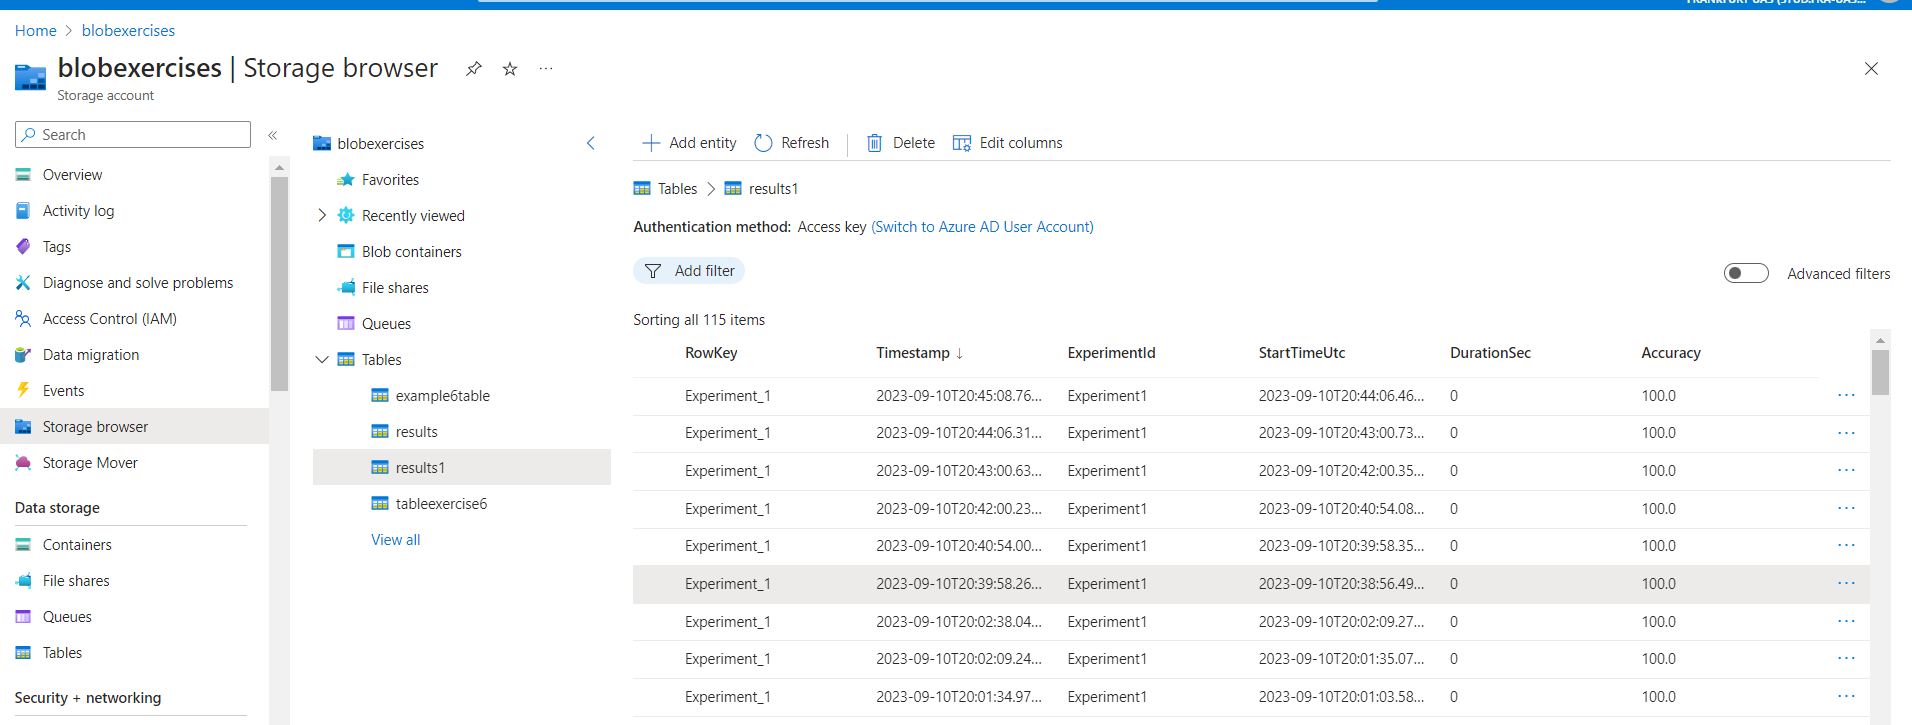 Home > blobexercises
blobexercises | Storage browser
Storage account
Search
Overview
Activity log
Tags
Diagnose and solve problems
Access Control (IAM)
Data migration
Events
Storage browser
Storage Mover
Data storage
Containers
File shares
Queues
Tables
Security + networking
blobexercises
Favorites
Recently viewed
Blob containers
File shares
Queues
Tables
example6table
results
results1
tableexercise6
View all
Add entity Refresh Delete Edit columns
Tables > results1
Authentication method: Access key (Switch to Azure AD User Account)
Add filter
Advanced filters
Sorting all 115 items
RowKey Timestamp ↓ ExperimentId StartTimeUtc DurationSec Accuracy
Experiment_1 2023-09-10T20:45:08.76... Experiment1 2023-09-10T20:44:06.46... 0 100.0 ...
Experiment_1 2023-09-10T20:44:06.31... Experiment1 2023-09-10T20:43:00.73... 0 100.0 ...
Experiment_1 2023-09-10T20:43:00.63... Experiment1 2023-09-10T20:42:00.35... 0 100.0 ...
Experiment_1 2023-09-10T20:42:00.23... Experiment1 2023-09-10T20:40:54.08... 0 100.0 ...
Experiment_1 2023-09-10T20:40:54.00... Experiment1 2023-09-10T20:39:58.35... 0 100.0 ...
Experiment_1 2023-09-10T20:39:58.26... Experiment1 2023-09-10T20:38:56.49... 0 100.0 ...
Experiment_1 2023-09-10T20:02:38.04... Experiment1 2023-09-10T20:02:09.27... 0 100.0 ...
Experiment_1 2023-09-10T20:02:09.24... Experiment1 2023-09-10T20:01:35.07... 0 100.0 ...
Experiment_1 2023-09-10T20:01:34.97... Experiment1 2023-09-10T20:01:03.58... 0 100.0 ...